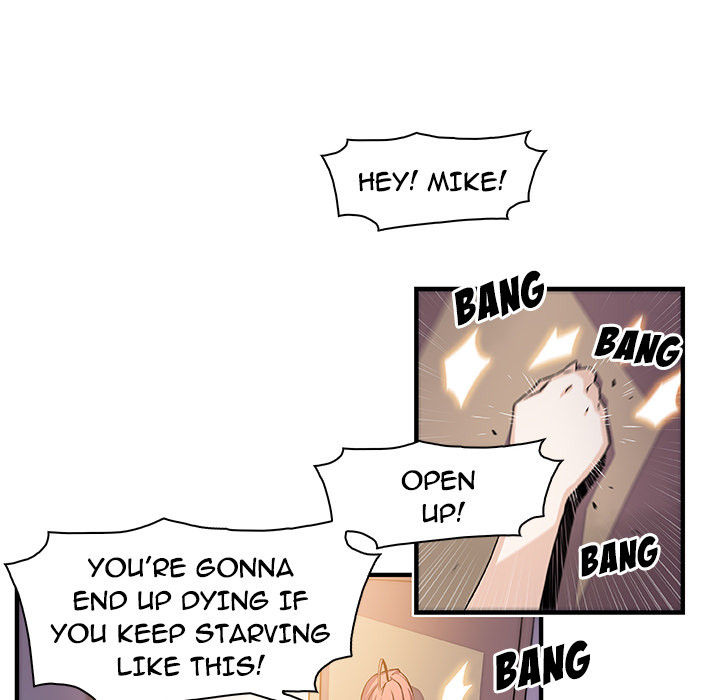 HEY! MIKE!
BANG
BANG
OPEN
UP!
BANG
YOU'RE GONNA
END UP DYING IF
YOU KEEP STARVING
LIKE THIS!
BANG